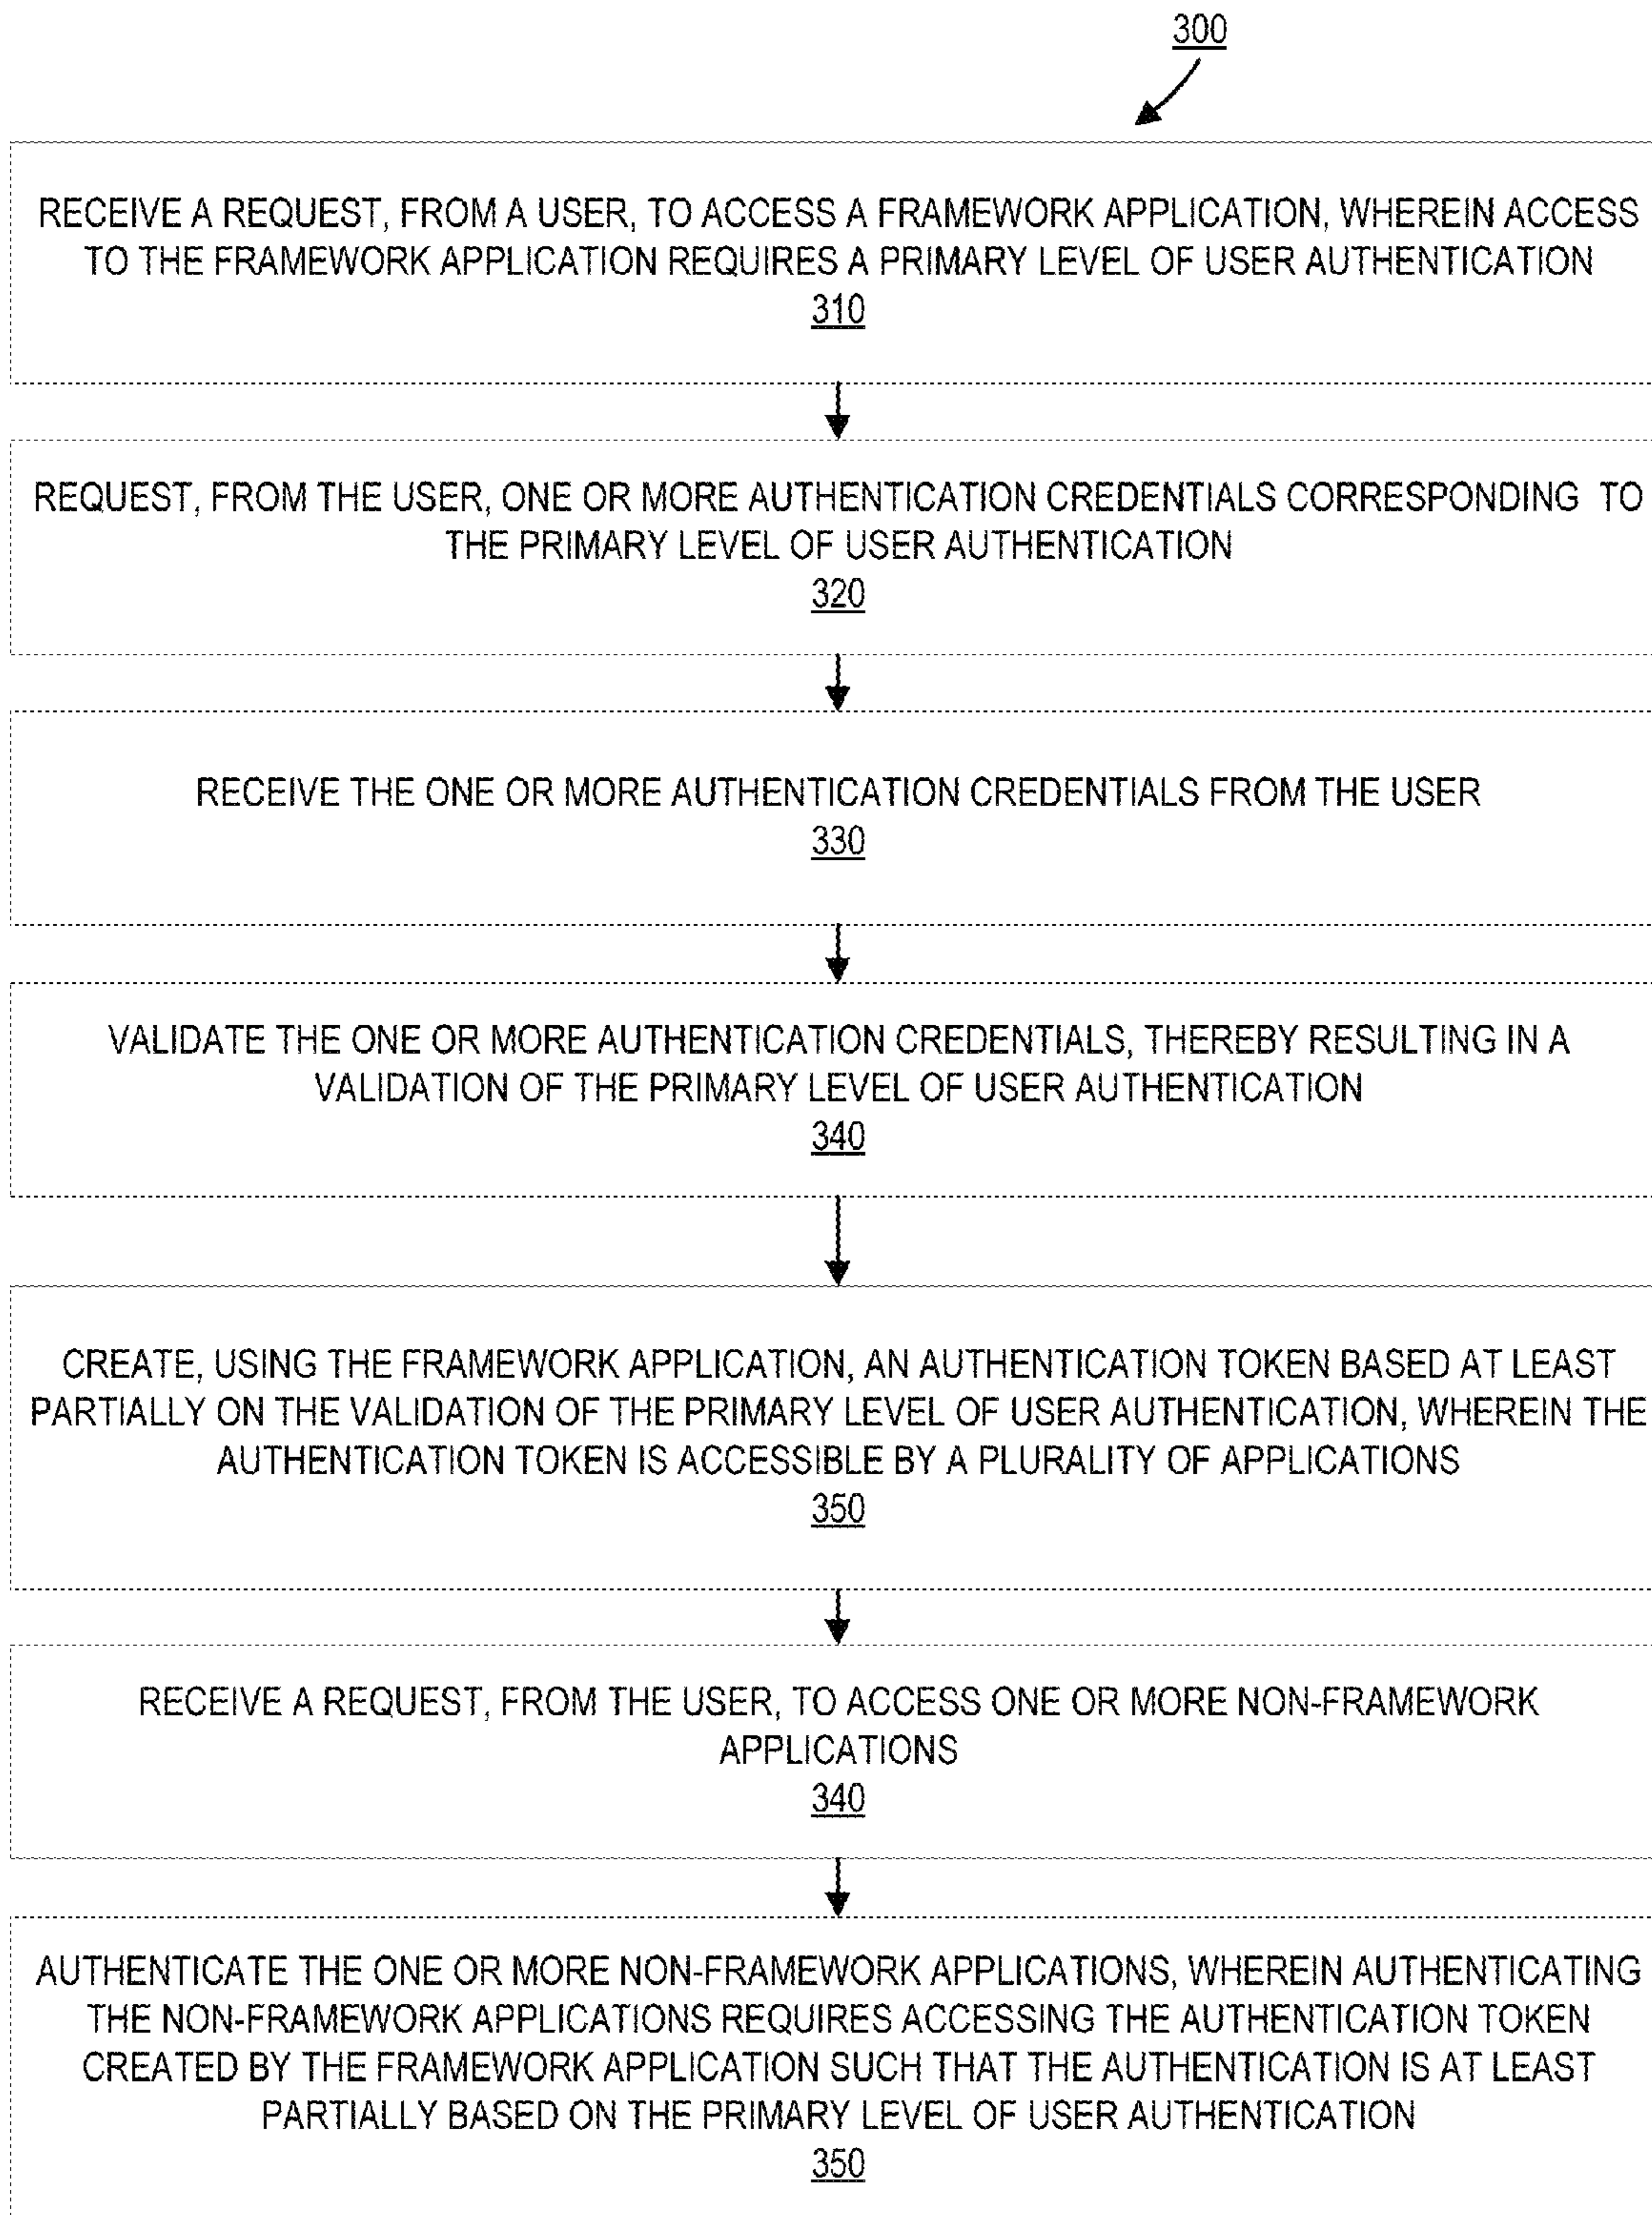 300
RECEIVE A REQUEST, FROM A USER, TO ACCESS A FRAMEWORK APPLICATION, WHEREIN ACCESS
TO THE FRAMEWORK APPLICATION REQUIRES A PRIMARY LEVEL OF USER AUTHENTICATION
310
REQUEST, FROM THE USER, ONE OR MORE AUTHENTICATION CREDENTIALS CORRESPONDING TO
THE PRIMARY LEVEL OF USER AUTHENTICATION
320
RECEIVE THE ONE OR MORE AUTHENTICATION CREDENTIALS FROM THE USER
330
VALIDATE THE ONE OR MORE AUTHENTICATION CREDENTIALS, THEREBY RESULTING IN A
VALIDATION OF THE PRIMARY LEVEL OF USER AUTHENTICATION
340
CREATE, USING THE FRAMEWORK APPLICATION, AN AUTHENTICATION TOKEN BASED AT LEAST
PARTIALLY ON THE VALIDATION OF THE PRIMARY LEVEL OF USER AUTHENTICATION, WHEREIN THE
AUTHENTICATION TOKEN IS ACCESSIBLE BY A PLURALITY OF APPLICATIONS
350
RECEIVE A REQUEST, FROM THE USER, TO ACCESS ONE OR MORE NON-FRAMEWORK
APPLICATIONS
340
AUTHENTICATE THE ONE OR MORE NON-FRAMEWORK APPLICATIONS, WHEREIN AUTHENTICATING
THE NON-FRAMEWORK APPLICATIONS REQUIRES ACCESSING THE AUTHENTICATION TOKEN
CREATED BY THE FRAMEWORK APPLICATION SUCH THAT THE AUTHENTICATION IS AT LEAST
PARTIALLY BASED ON THE PRIMARY LEVEL OF USER AUTHENTICATION
350